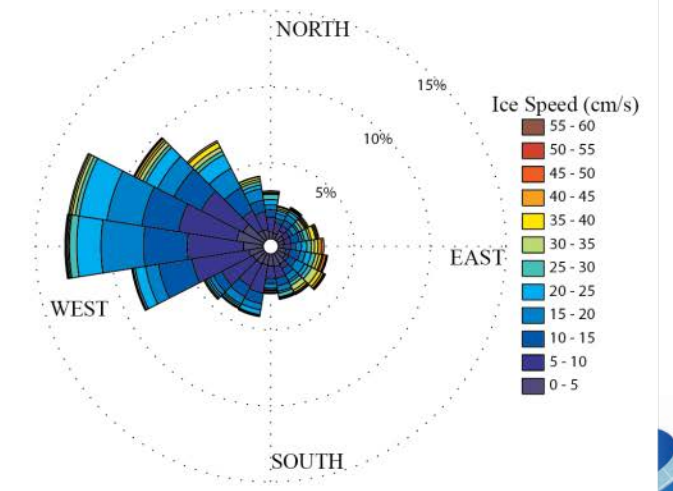 NORTH
15%
10%
5%
Ice Speed (cm/s)
55 - 60
50 - 55
45 - 50
40 - 45
35 - 40
30 - 35
25 - 30
20 - 25
15 - 20
10 - 15
5 - 10
0 - 5
EAST
WEST
SOUTH